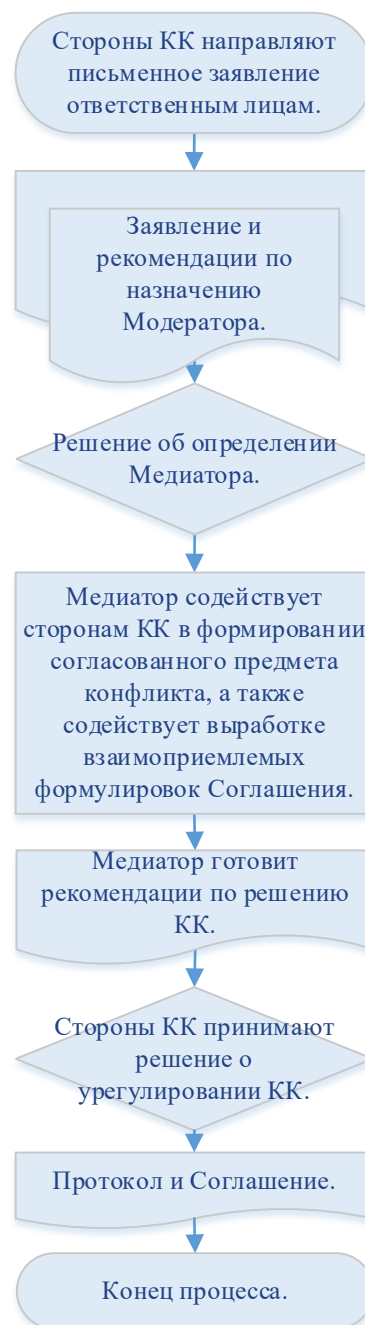 Стороны КК направляют
письменное заявление
ответственным лицам.
Заявление и
рекомендации по
назначению
Модератора.
Решение об определении
Медиатора.
Медиатор содействует
сторонам КК в формировании
согласованного предмета
конфликта, а также
содействует выработке
взаимоприемлемых
формулировок Соглашения.
Медиатор готовит
рекомендации по решению
КК.
Стороны КК принимают
решение о
урегулировании КК.
Протокол и Соглашение.
Конец процесса.